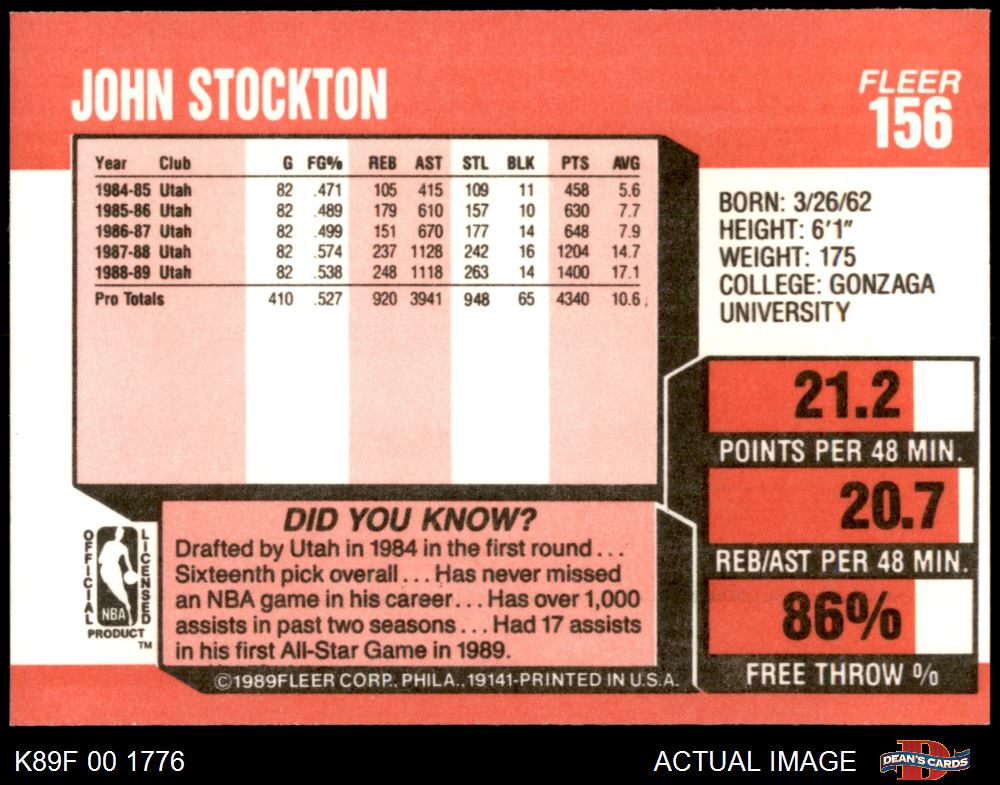 JOHN STOCKTON
FLEER
156
Year Club G FG% REB AST STL BLK PTS AVG
1984-85 Utah 82 .471 105 415 109 11 458 5.6
1985-86 Utah 82 .489 179 610 157 10 630 7.7
1986-87 Utah 82 .499 151 670 177 14 648 7.9
1987-88 Utah 82 .574 237 1128 242 16 1204 14.7
1988-89 Utah 82 .538 248 1118 263 14 1400 17.1
Pro Totals 410 .527 920 3941 948 65 4340 10.6
BORN: 3/26/62
HEIGHT: 6'1"
WEIGHT: 175
COLLEGE: GONZAGA
UNIVERSITY
21.2
POINTS PER 48 MIN.
20.7
REB/AST PER 48 MIN.
86%
FREE THROW %
DID YOU KNOW?
Drafted by Utah in 1984 in the first round...
Sixteenth pick overall...Has never missed
an NBA game in his career...Has over 1,000
assists in past two seasons...Had 17 assists
in his first All-Star Game in 1989.
OFFICIAL
LICENSED
NBA
PRODUCT
TM
©1989FLEER CORP., PHILA., 19141-PRINTED IN U.S.A.
K89F 00 1776
ACTUAL IMAGE
D
DEAN'S CARDS